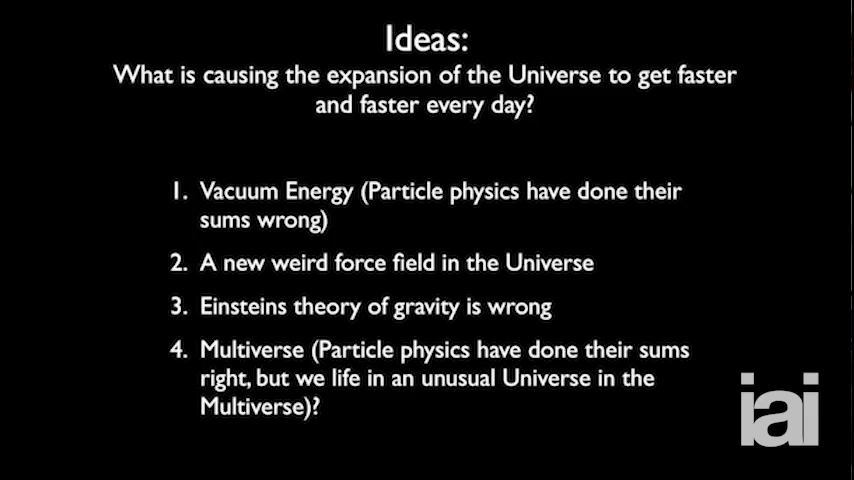 Ideas:
What is causing the expansion of the Universe to get faster
and faster every day?
1. Vacuum Energy (Particle physics have done their
sums wrong)
2. A new weird force field in the Universe
3. Einsteins theory of gravity is wrong
4. Multiverse (Particle physics have done their sums
right, but we life in an unusual Universe in the
Multiverse)?
iai